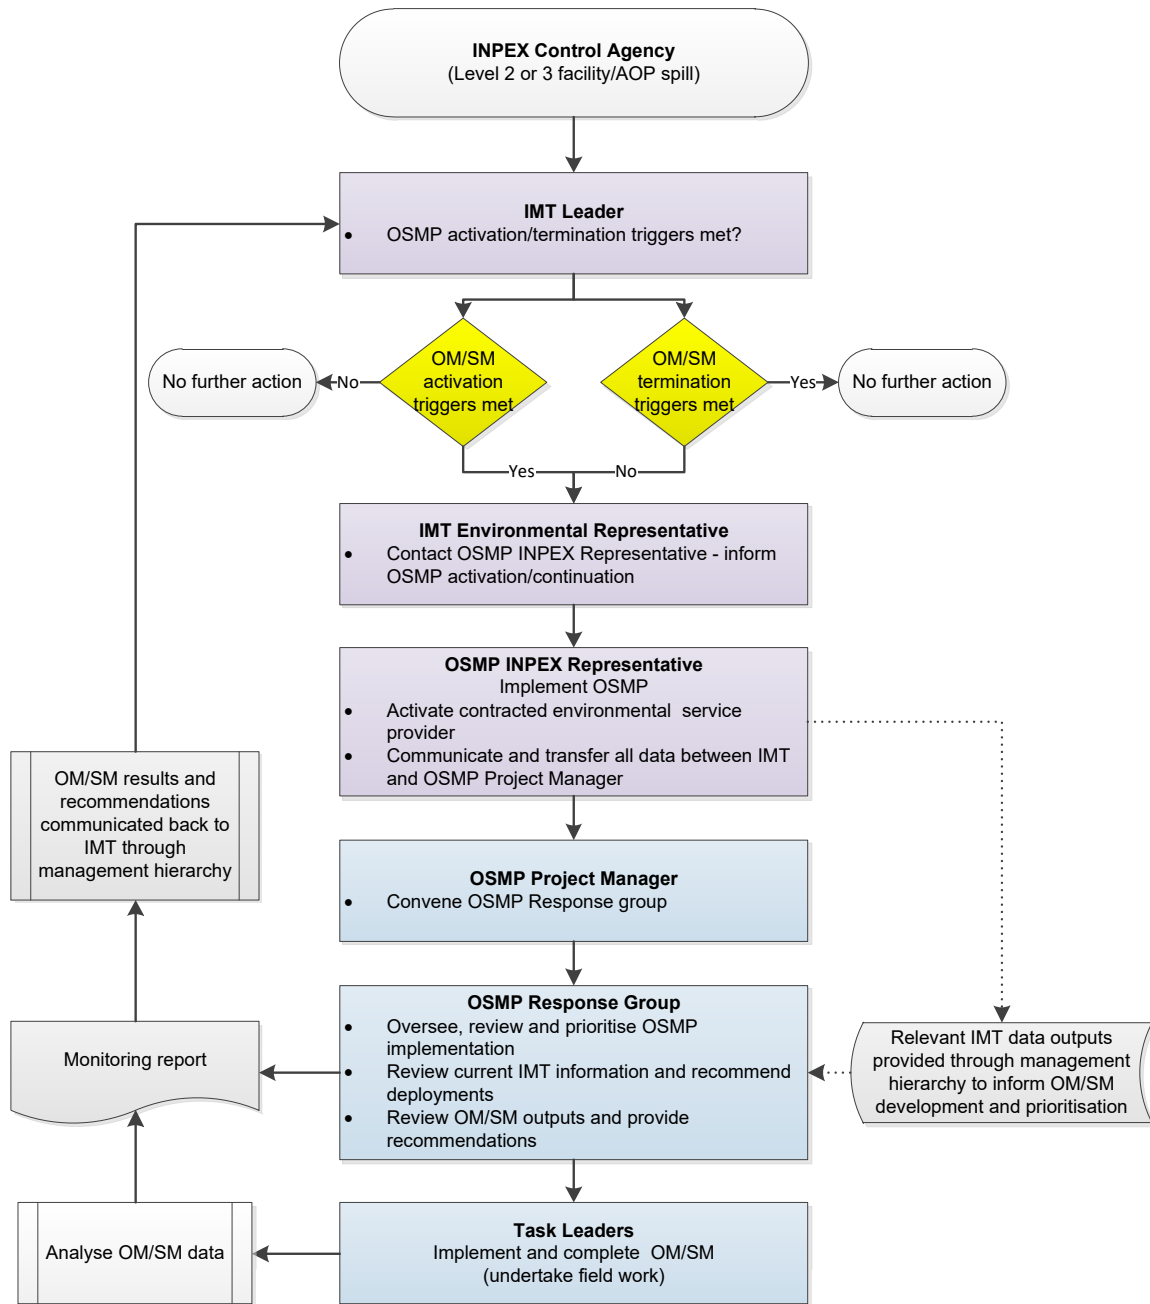 INPEX Control Agency
(Level 2 or 3 facility/AOP spill)
IMT Leader
• OSMP activation/termination triggers met?
OM/SM
activation
triggers met
OM/SM
termination
triggers met
No further action
No
Yes
No further action
Yes
No
IMT Environmental Representative
• Contact OSMP INPEX Representative - inform
OSMP activation/continuation
OSMP INPEX Representative
Implement OSMP
• Activate contracted environmental service
provider
• Communicate and transfer all data between IMT
and OSMP Project Manager
OM/SM results and
recommendations
communicated back to
IMT through
management hierarchy
OSMP Project Manager
• Convene OSMP Response group
OSMP Response Group
• Oversee, review and prioritise OSMP
implementation
• Review current IMT information and recommend
deployments
• Review OM/SM outputs and provide
recommendations
Monitoring report
Relevant IMT data outputs
provided through management
hierarchy to inform OM/SM
development and prioritisation
Task Leaders
Implement and complete OM/SM
(undertake field work)
Analyse OM/SM data